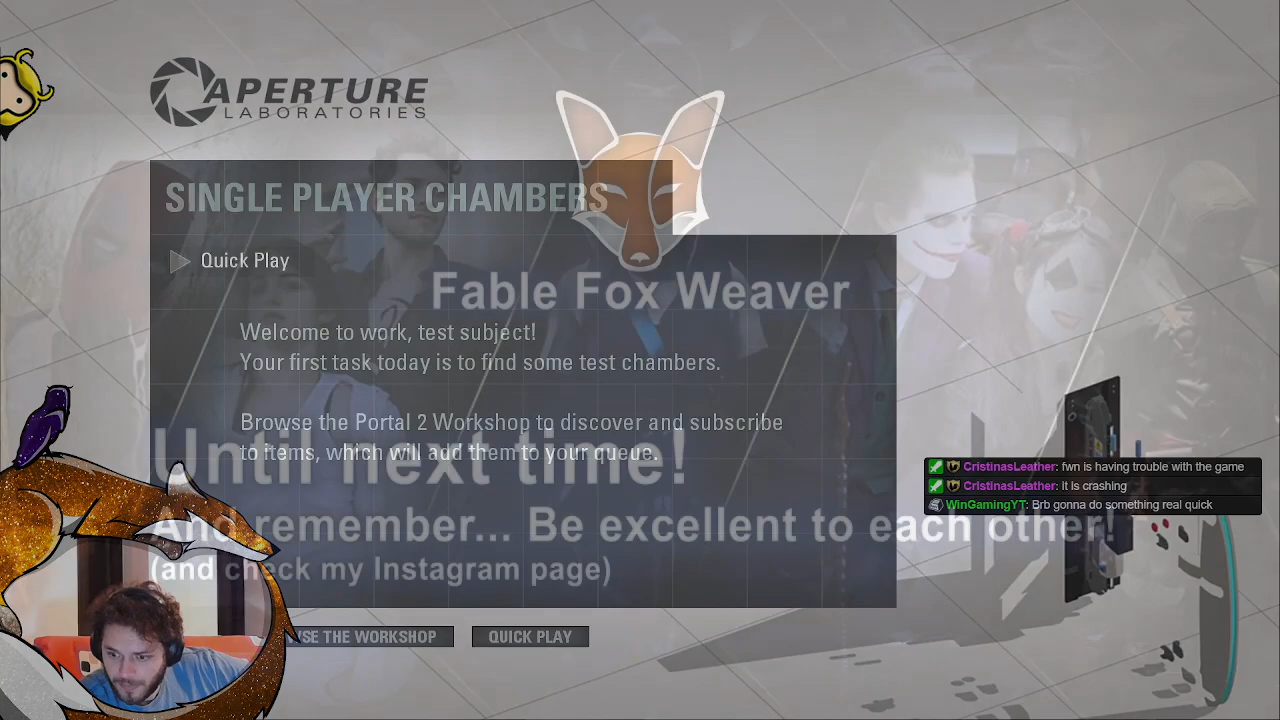 APERTURE
LABORATORIES
SINGLE PLAYER CHAMBERS
Quick Play
Fable Fox Weaver
Welcome to work, test subject!
Your first task today is to find some test chambers.
Browse the Portal 2 Workshop to discover and subscribe
to items, which will add them to your queue.
Until next time!
CristinasLeather: fwn is having trouble with the game
CristinasLeather: It is crashing
WinGamingYT: Brb gonna do something real quick
And remember... Be excellent to each other!
(and check my Instagram page)
THE WORKSHOP
QUICK PLAY